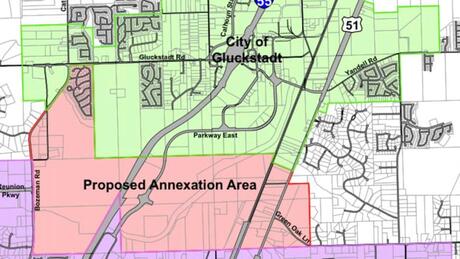 Calhoun St
55
51
City of
Gluckstadt
Gluckstadt Rd
Yandell Rd
Parkway East
Proposed Annexation Area
Reunion
Pkwy
Bozeman Rd
Green Oak Ln